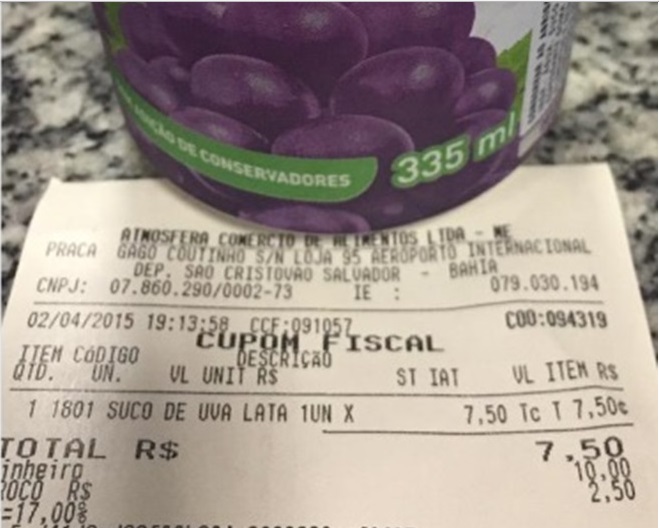 ADIÇÃO DE CONSERVADORES
335 ml
ATMOSFERA COMERCIO DE ALIMENTOS LTDA - ME
PRACA GAGO COUTINHO S/N LOJA 95 AEROPORTO INTERNACIONAL
DEP. SAO CRISTOVAO SALVADOR - BAHIA
CNPJ: 07.860.290/0002-73 IE : 079.030.194
02/04/2015 19:13:58 CCF:091057 COO:094319
CUPOM FISCAL
ITEM CóDIGO DESCRIÇãO
QTD. UN. VL UNIT R$ ST IAT VL ITEM R$
1 1801 SUCO DE UVA LATA 1UN X 7,50 Tc T 7,50¢
TOTAL R$ 7,50
inheiro 10,00
ROCO R$ 2,50
=17,00%